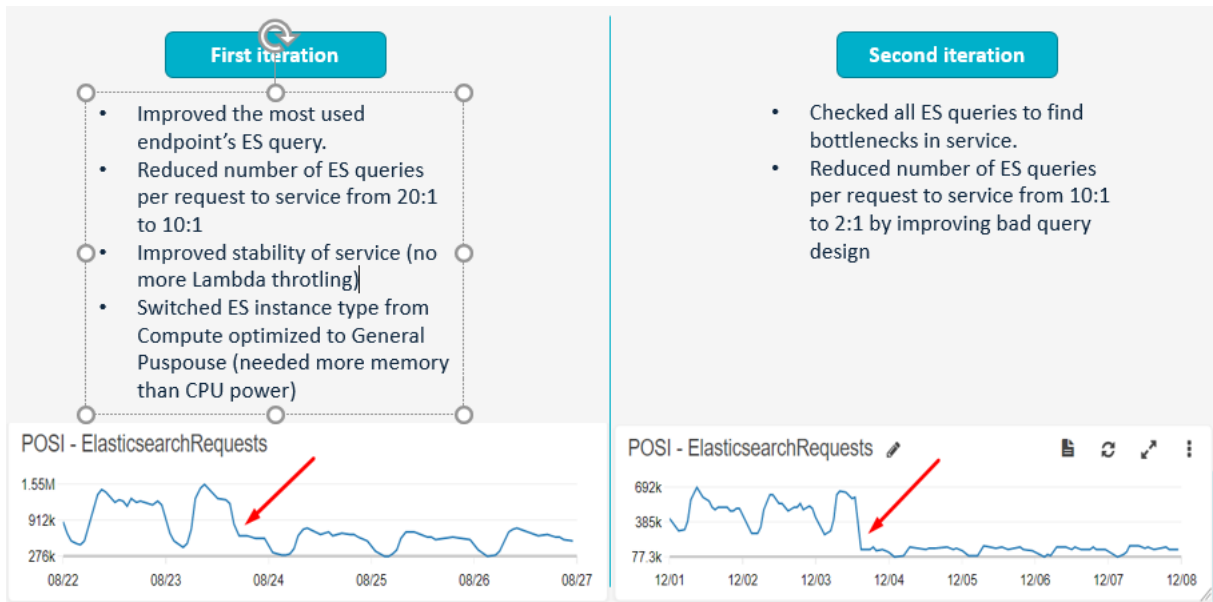 First iteration
• Improved the most used
endpoint's ES query.
• Reduced number of ES queries
per request to service from 20:1
to 10:1
• Improved stability of service (no
more Lambda throtling)
• Switched ES instance type from
Compute optimized to General
Puspouse (needed more memory
than CPU power)
POSI - ElasticsearchRequests
1.55M
912k
276k
08/22 08/23 08/24 08/25 08/26 08/27
Second iteration
• Checked all ES queries to find
bottlenecks in service.
• Reduced number of ES queries
per request to service from 10:1
to 2:1 by improving bad query
design
POSI - ElasticsearchRequests
692k
385k
77.3k
12/01 12/02 12/03 12/04 12/05 12/06 12/07 12/08